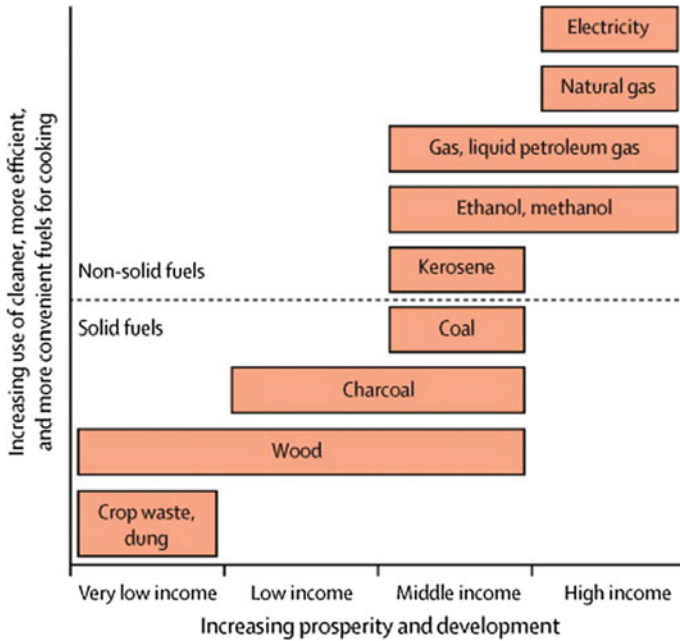 Increasing use of cleaner, more efficient,
and more convenient fuels for cooking
Electricity
Natural gas
Gas, liquid petroleum gas
Ethanol, methanol
Non-solid fuels
Kerosene
Solid fuels
Coal
Charcoal
Wood
Crop waste,
dung
Very low income
Low income
Middle income
High income
Increasing prosperity and development